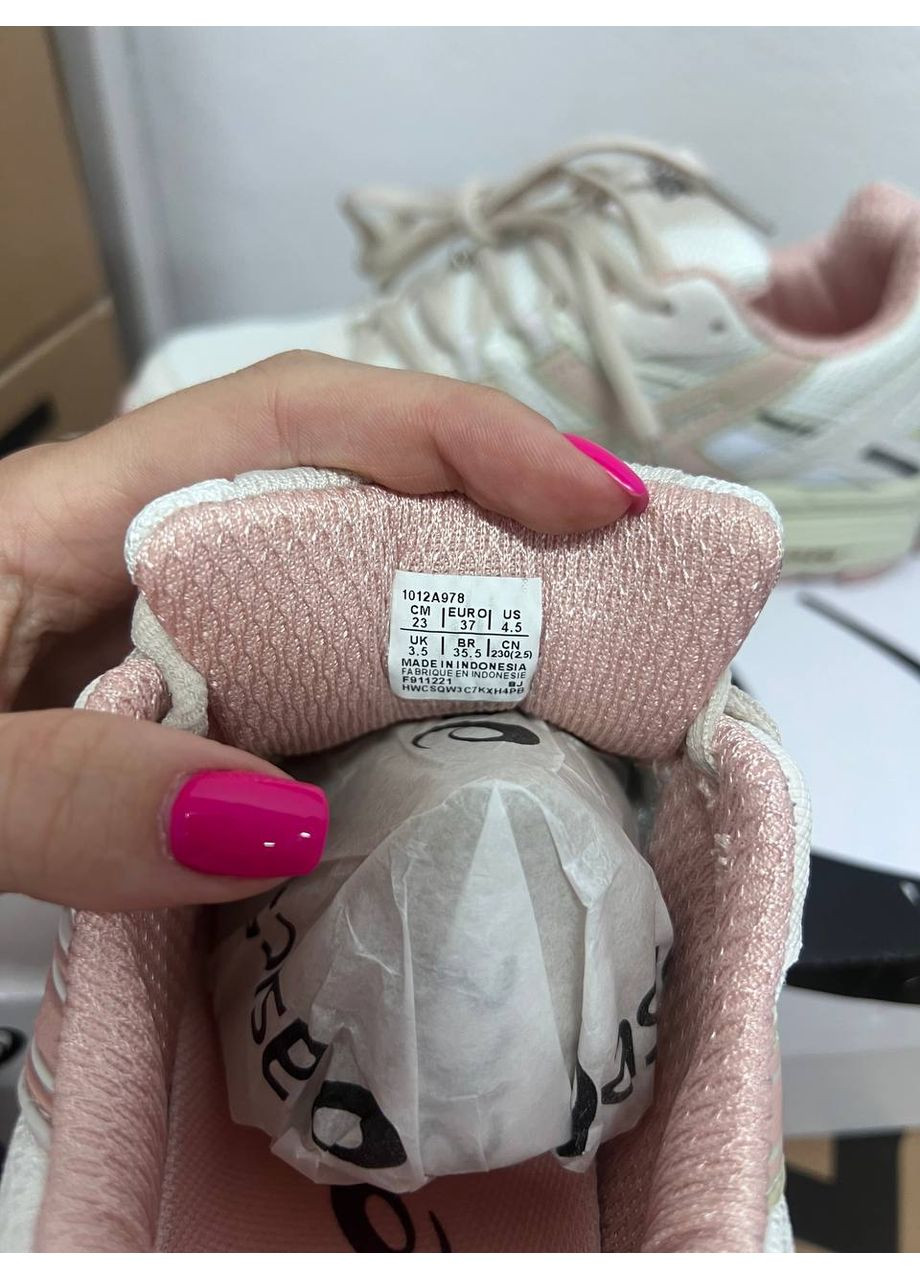 1012A978
CM EURO US
23 37 4.5
UK BR CN
3.5 35.5 230(2.5)
MADE IN INDONESIA
FABRIQUE EN INDONESIE
F911221 BJ
HWCSQW3C7KXH4PB